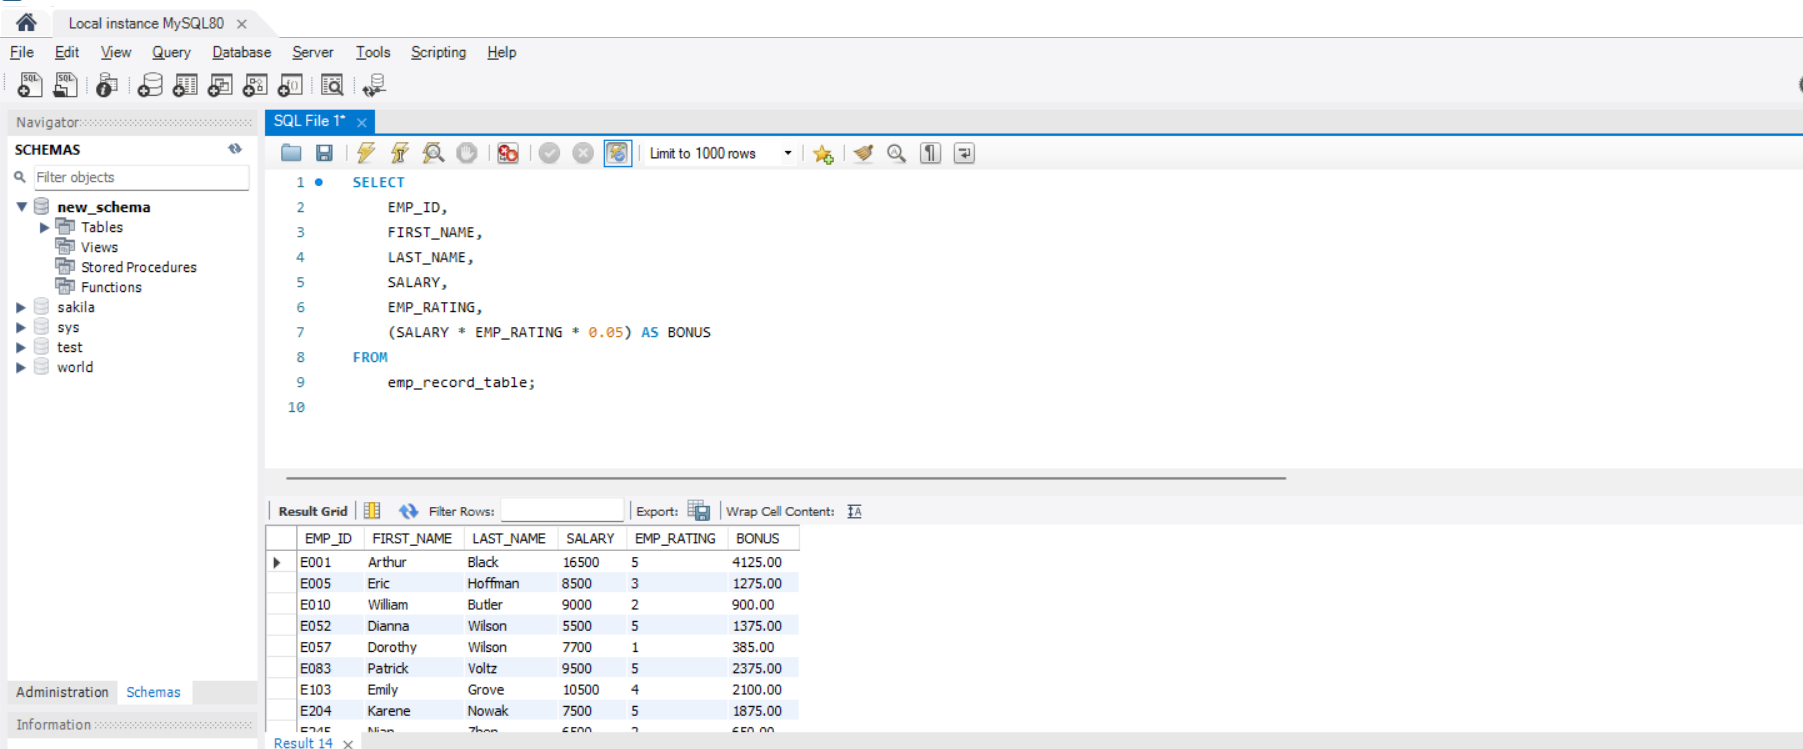 Local instance MySQL80
File Edit View Query Database Server Tools Scripting Help
Navigator
SCHEMAS
Filter objects
new_schema
Tables
Views
Stored Procedures
Functions
sakila
sys
test
world
Administration Schemas
Information
SQL File 1*
Limit to 1000 rows
1 SELECT
2 EMP_ID,
3 FIRST_NAME,
4 LAST_NAME,
5 SALARY,
6 EMP_RATING,
7 (SALARY * EMP_RATING * 0.05) AS BONUS
8 FROM
9 emp_record_table;
10
Result Grid Filter Rows: Export: Wrap Cell Content:
EMP_ID FIRST_NAME LAST_NAME SALARY EMP_RATING BONUS
E001 Arthur Black 16500 5 4125.00
E005 Eric Hoffman 8500 3 1275.00
E010 William Butler 9000 2 900.00
E052 Dianna Wilson 5500 5 1375.00
E057 Dorothy Wilson 7700 1 385.00
E083 Patrick Voltz 9500 5 2375.00
E103 Emily Grove 10500 4 2100.00
E204 Karene Nowak 7500 5 1875.00
Result 14